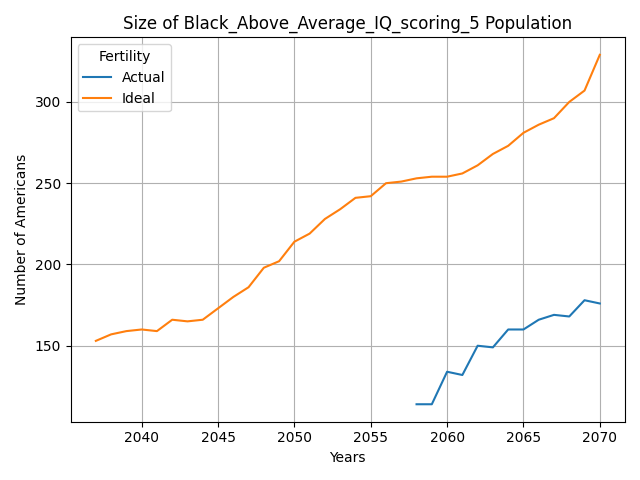 Size of Black_Above_Average_IQ_scoring_5 Population
Fertility
Actual
Ideal
Number of Americans
300
250
200
150
2040
2045
2050
2055
2060
2065
2070
Years